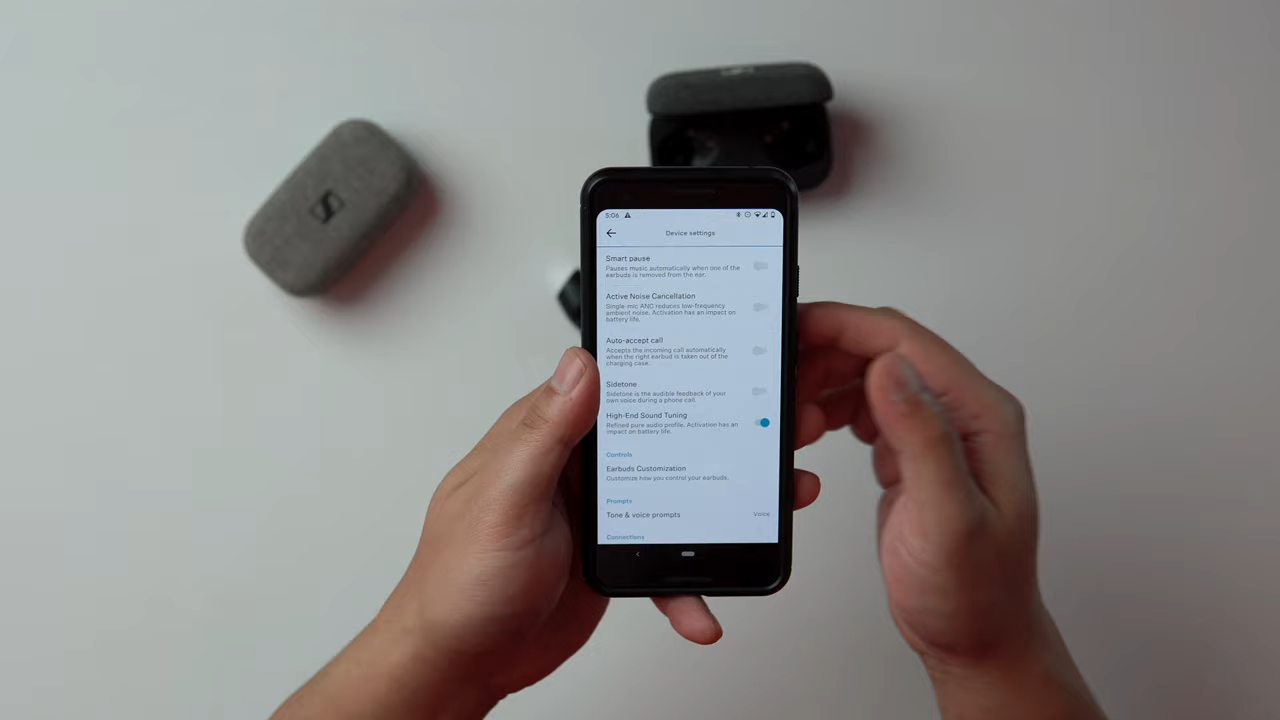 5:06
Device settings
Smart pause
Pauses music automatically when one of the
earbuds is removed from the ear.
Active Noise Cancellation
Single-mic ANC reduces low-frequency
ambient noise. Activation has an impact on
battery life.
Auto-accept call
Accepts the incoming call automatically
when the right earbud is taken out of the
charging case.
Sidetone
Sidetone is the audible feedback of your
own voice during a phone call.
High-End Sound Tuning
Refined pure audio profile. Activation has an
impact on battery life.
Controls
Earbuds Customization
Customize how you control your earbuds.
Prompts
Tone & voice prompts Voice
Connections